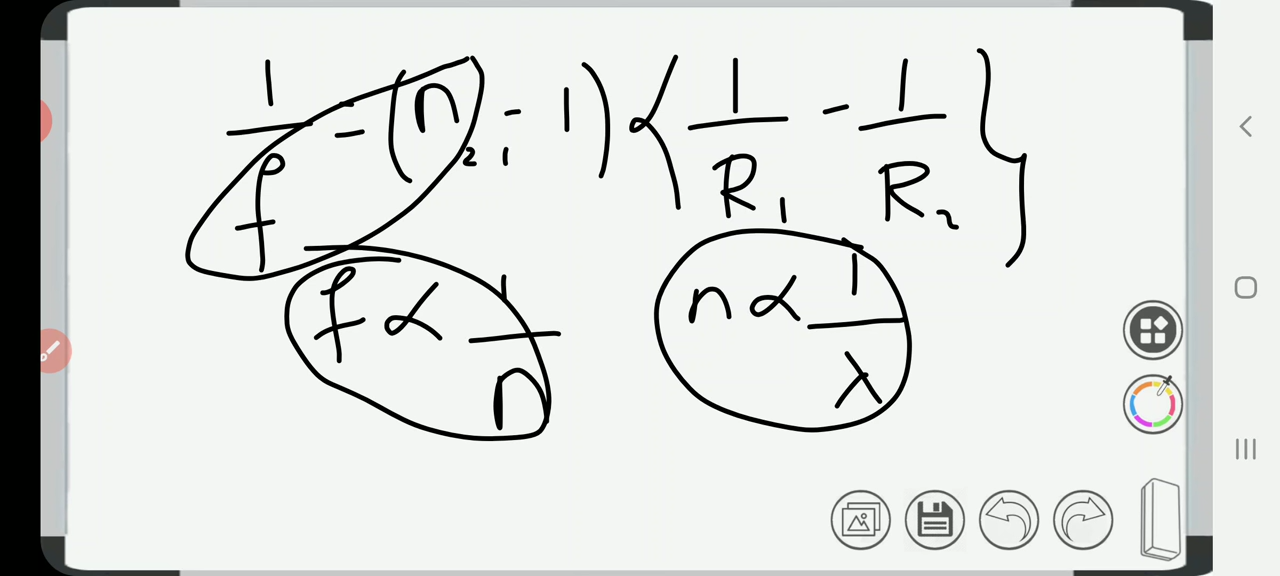 1/f = (n₂₁ - 1) { 1/R₁ - 1/R₂ }
f ∝ 1/n n ∝ 1/λ